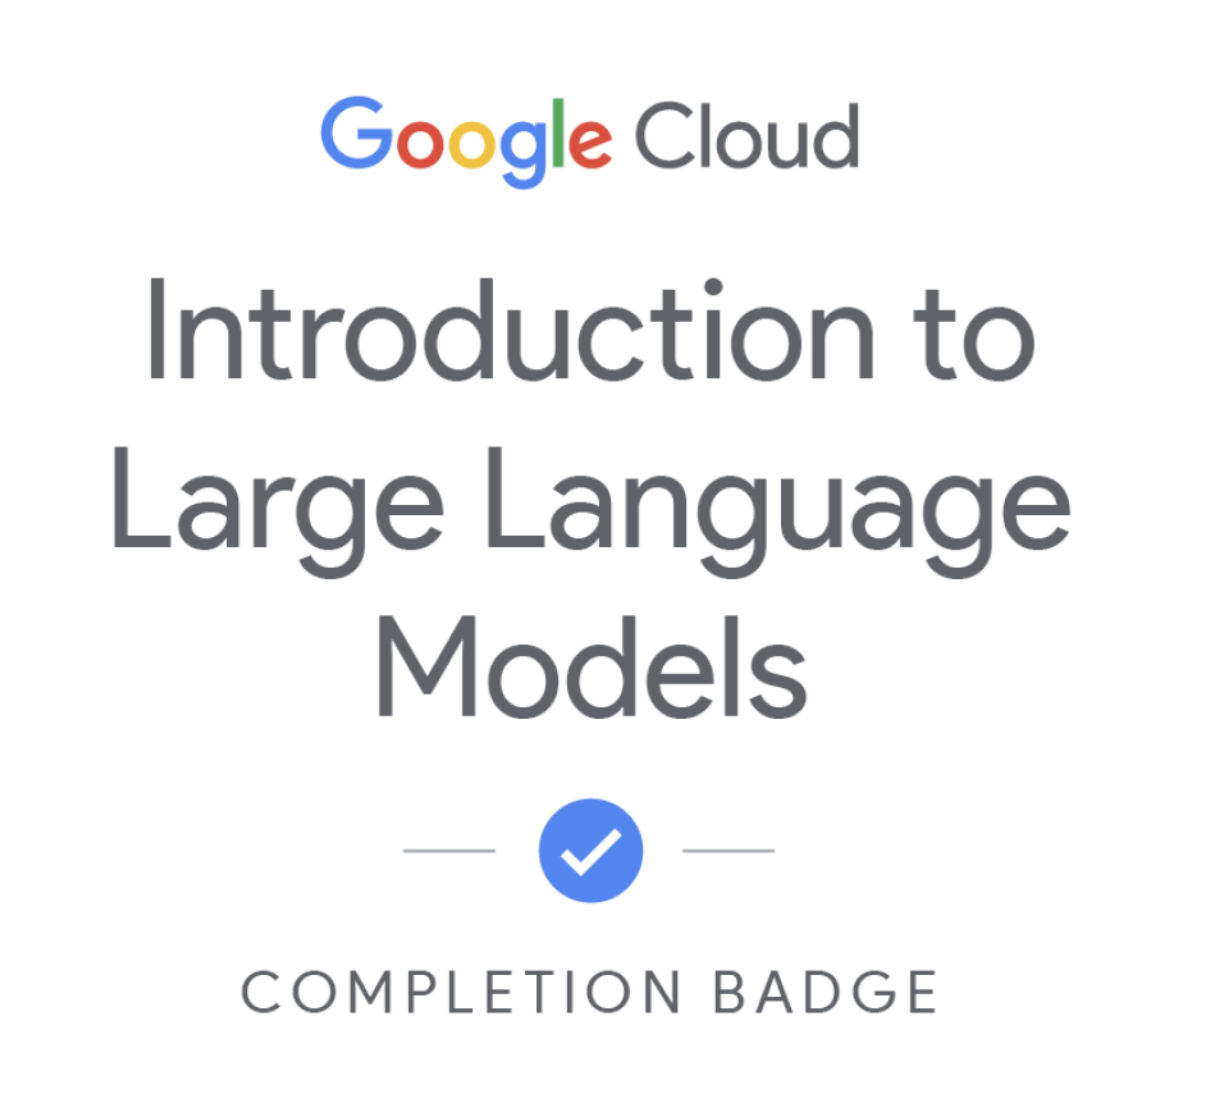 Google Cloud
Introduction to
Large Language
Models
COMPLETION BADGE